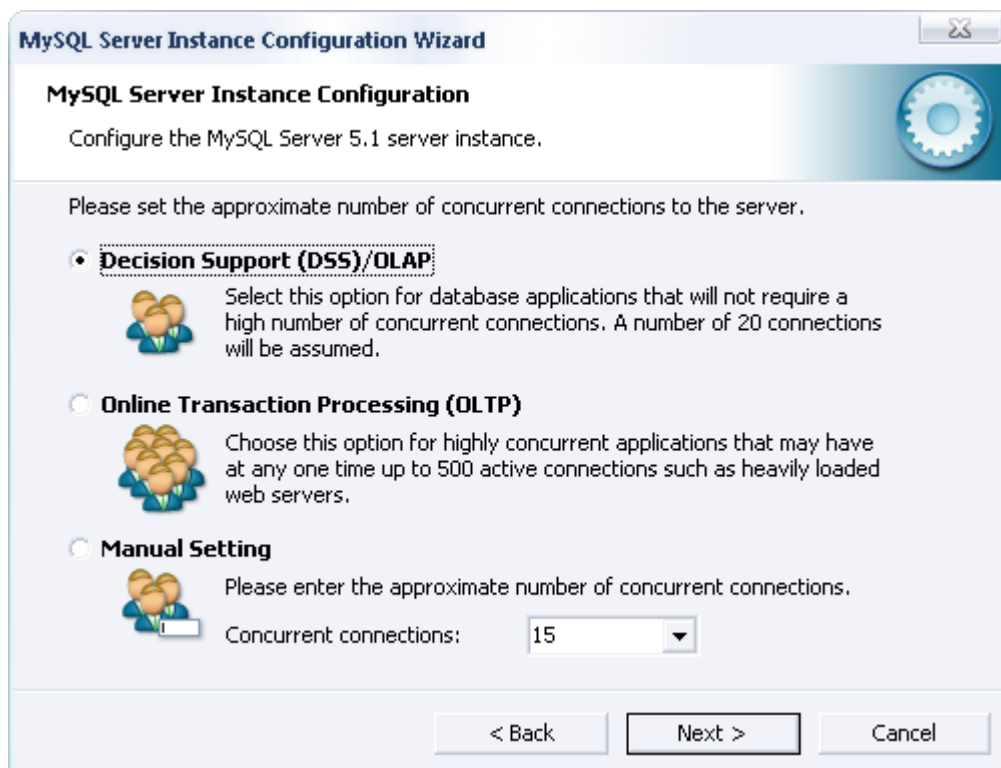 MySQL Server Instance Configuration Wizard
MySQL Server Instance Configuration
Configure the MySQL Server 5.1 server instance.
Please set the approximate number of concurrent connections to the server.
Decision Support (DSS)/OLAP
Select this option for database applications that will not require a
high number of concurrent connections. A number of 20 connections
will be assumed.
Online Transaction Processing (OLTP)
Choose this option for highly concurrent applications that may have
at any one time up to 500 active connections such as heavily loaded
web servers.
Manual Setting
Please enter the approximate number of concurrent connections.
Concurrent connections: 15
< Back Next > Cancel